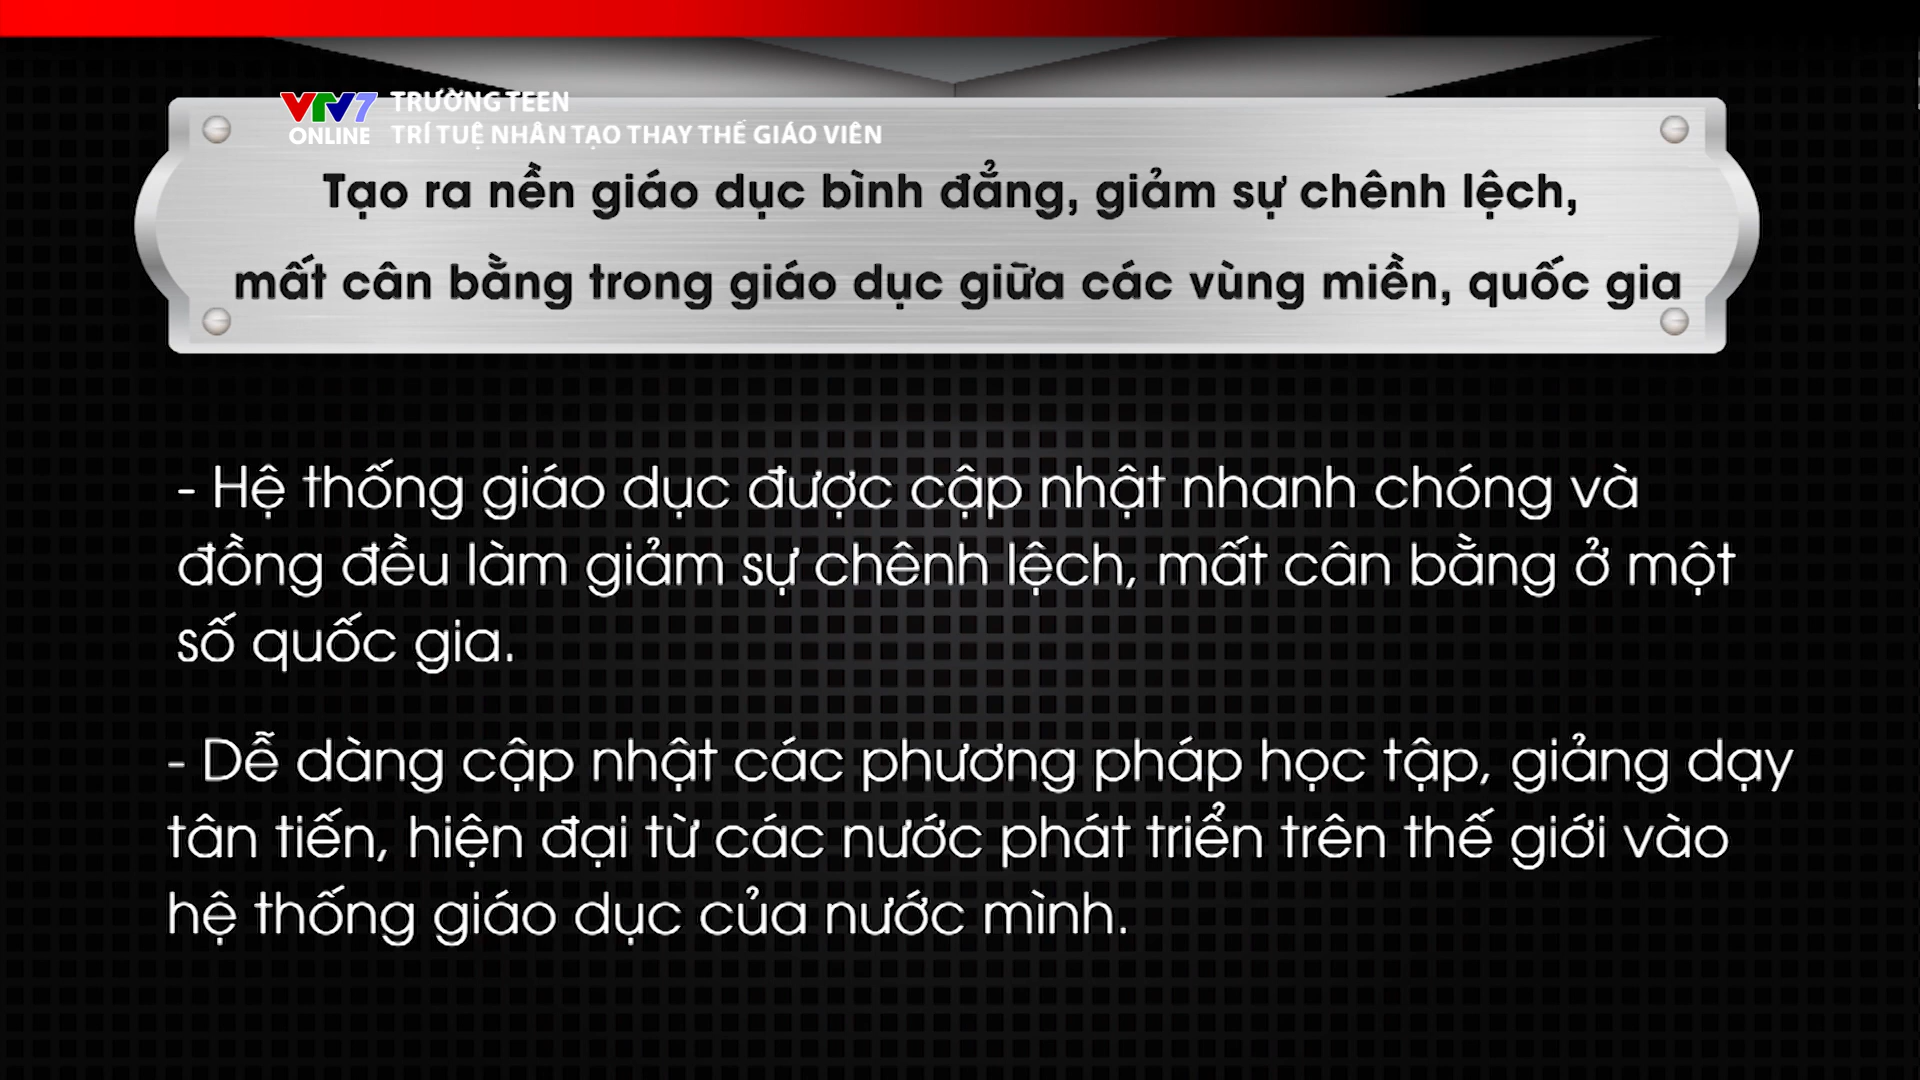 VTV7 TRƯỜNG TEEN
ONLINE TRÍ TUỆ NHÂN TẠO THAY THẾ GIÁO VIÊN
Tạo ra nền giáo dục bình đẳng, giảm sự chênh lệch,
mất cân bằng trong giáo dục giữa các vùng miền, quốc gia
- Hệ thống giáo dục được cập nhật nhanh chóng và
đồng đều làm giảm sự chênh lệch, mất cân bằng ở một
số quốc gia.
- Dễ dàng cập nhật các phương pháp học tập, giảng dạy
tân tiến, hiện đại từ các nước phát triển trên thế giới vào
hệ thống giáo dục của nước mình.